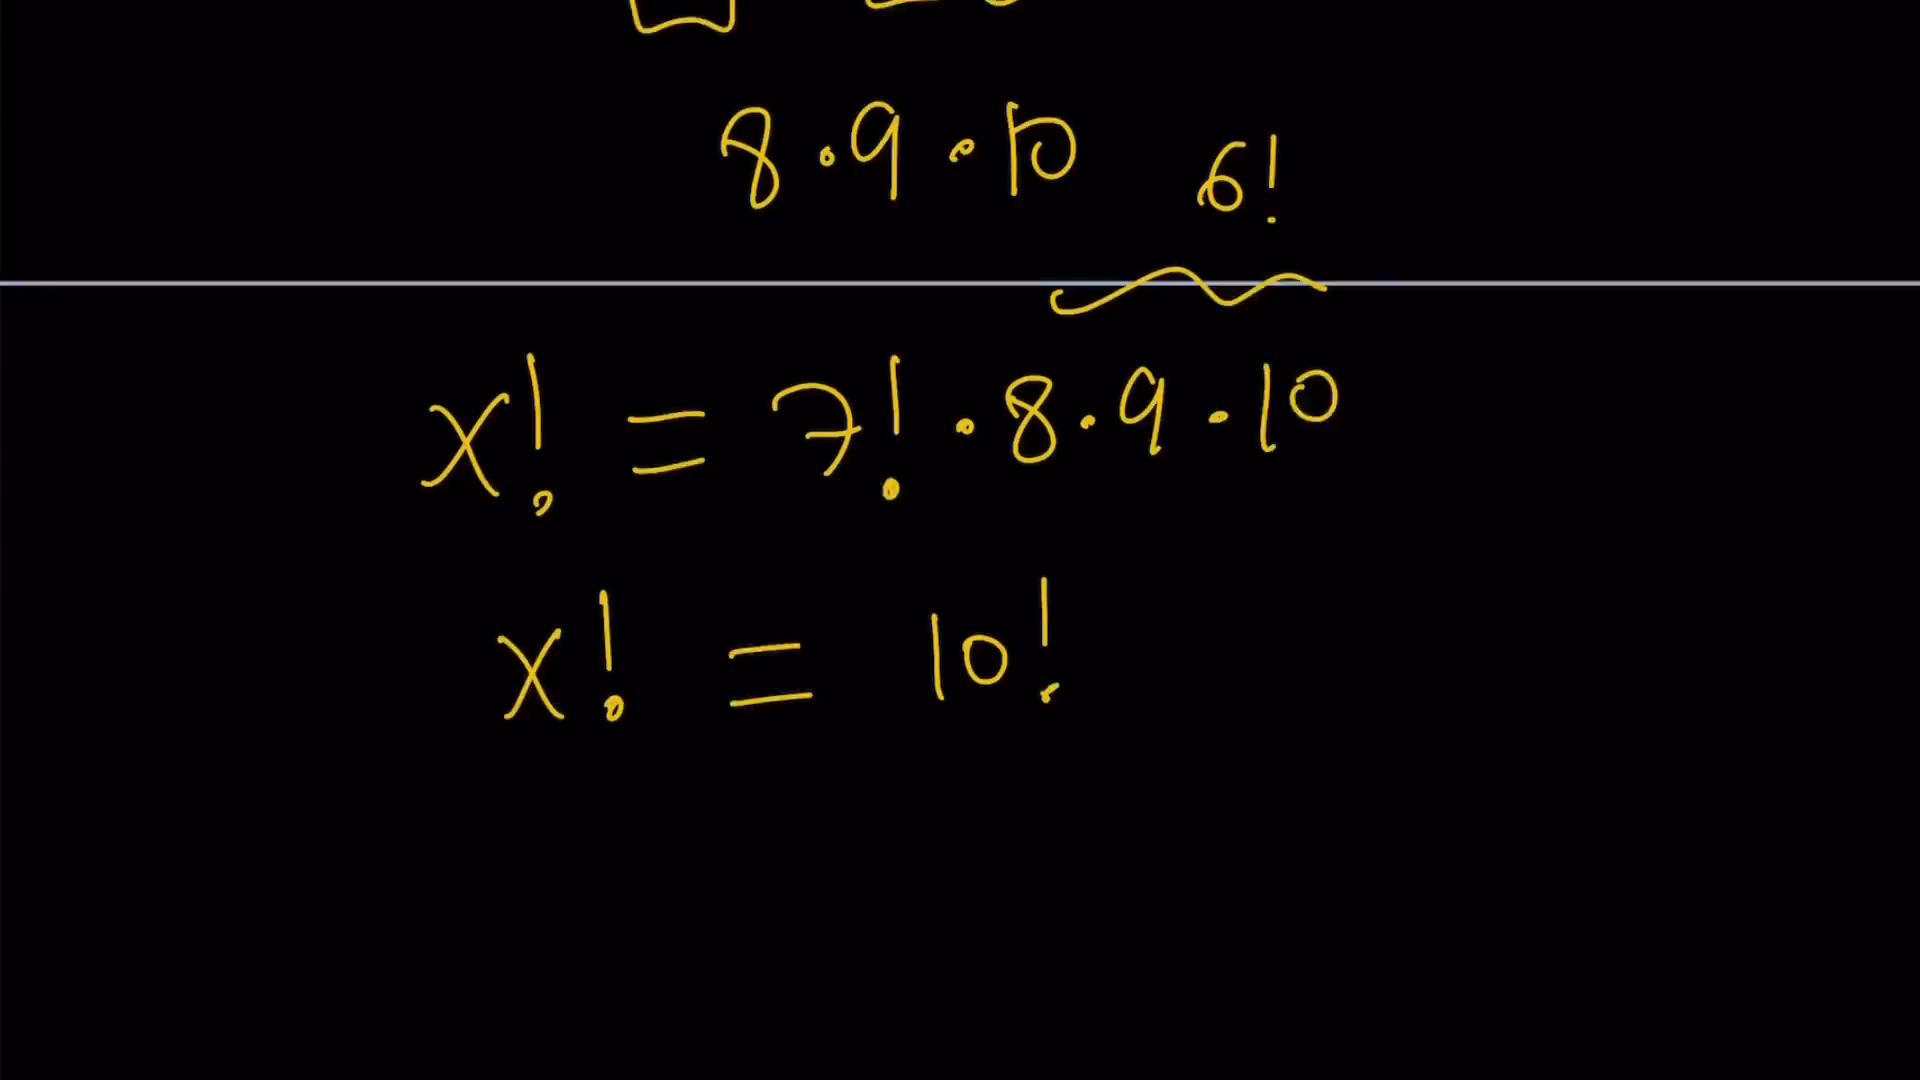 8 · 9 · 10 6!
x! = 7! · 8 · 9 · 10
x! = 10!